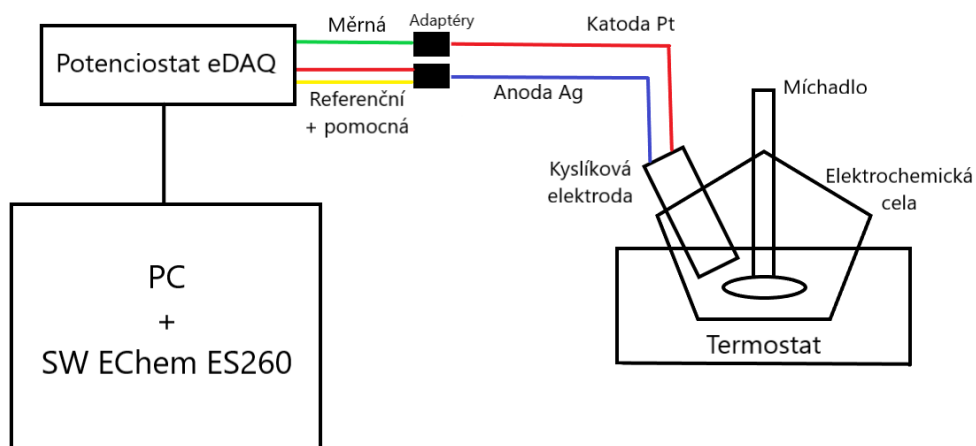 Měrná
Adaptéry
Katoda Pt
Potenciostat eDAQ
Referenční
+ pomocná
Anoda Ag
Míchadlo
Kyslíková
elektroda
Elektrochemická
cela
PC
+
SW EChem ES260
Termostat